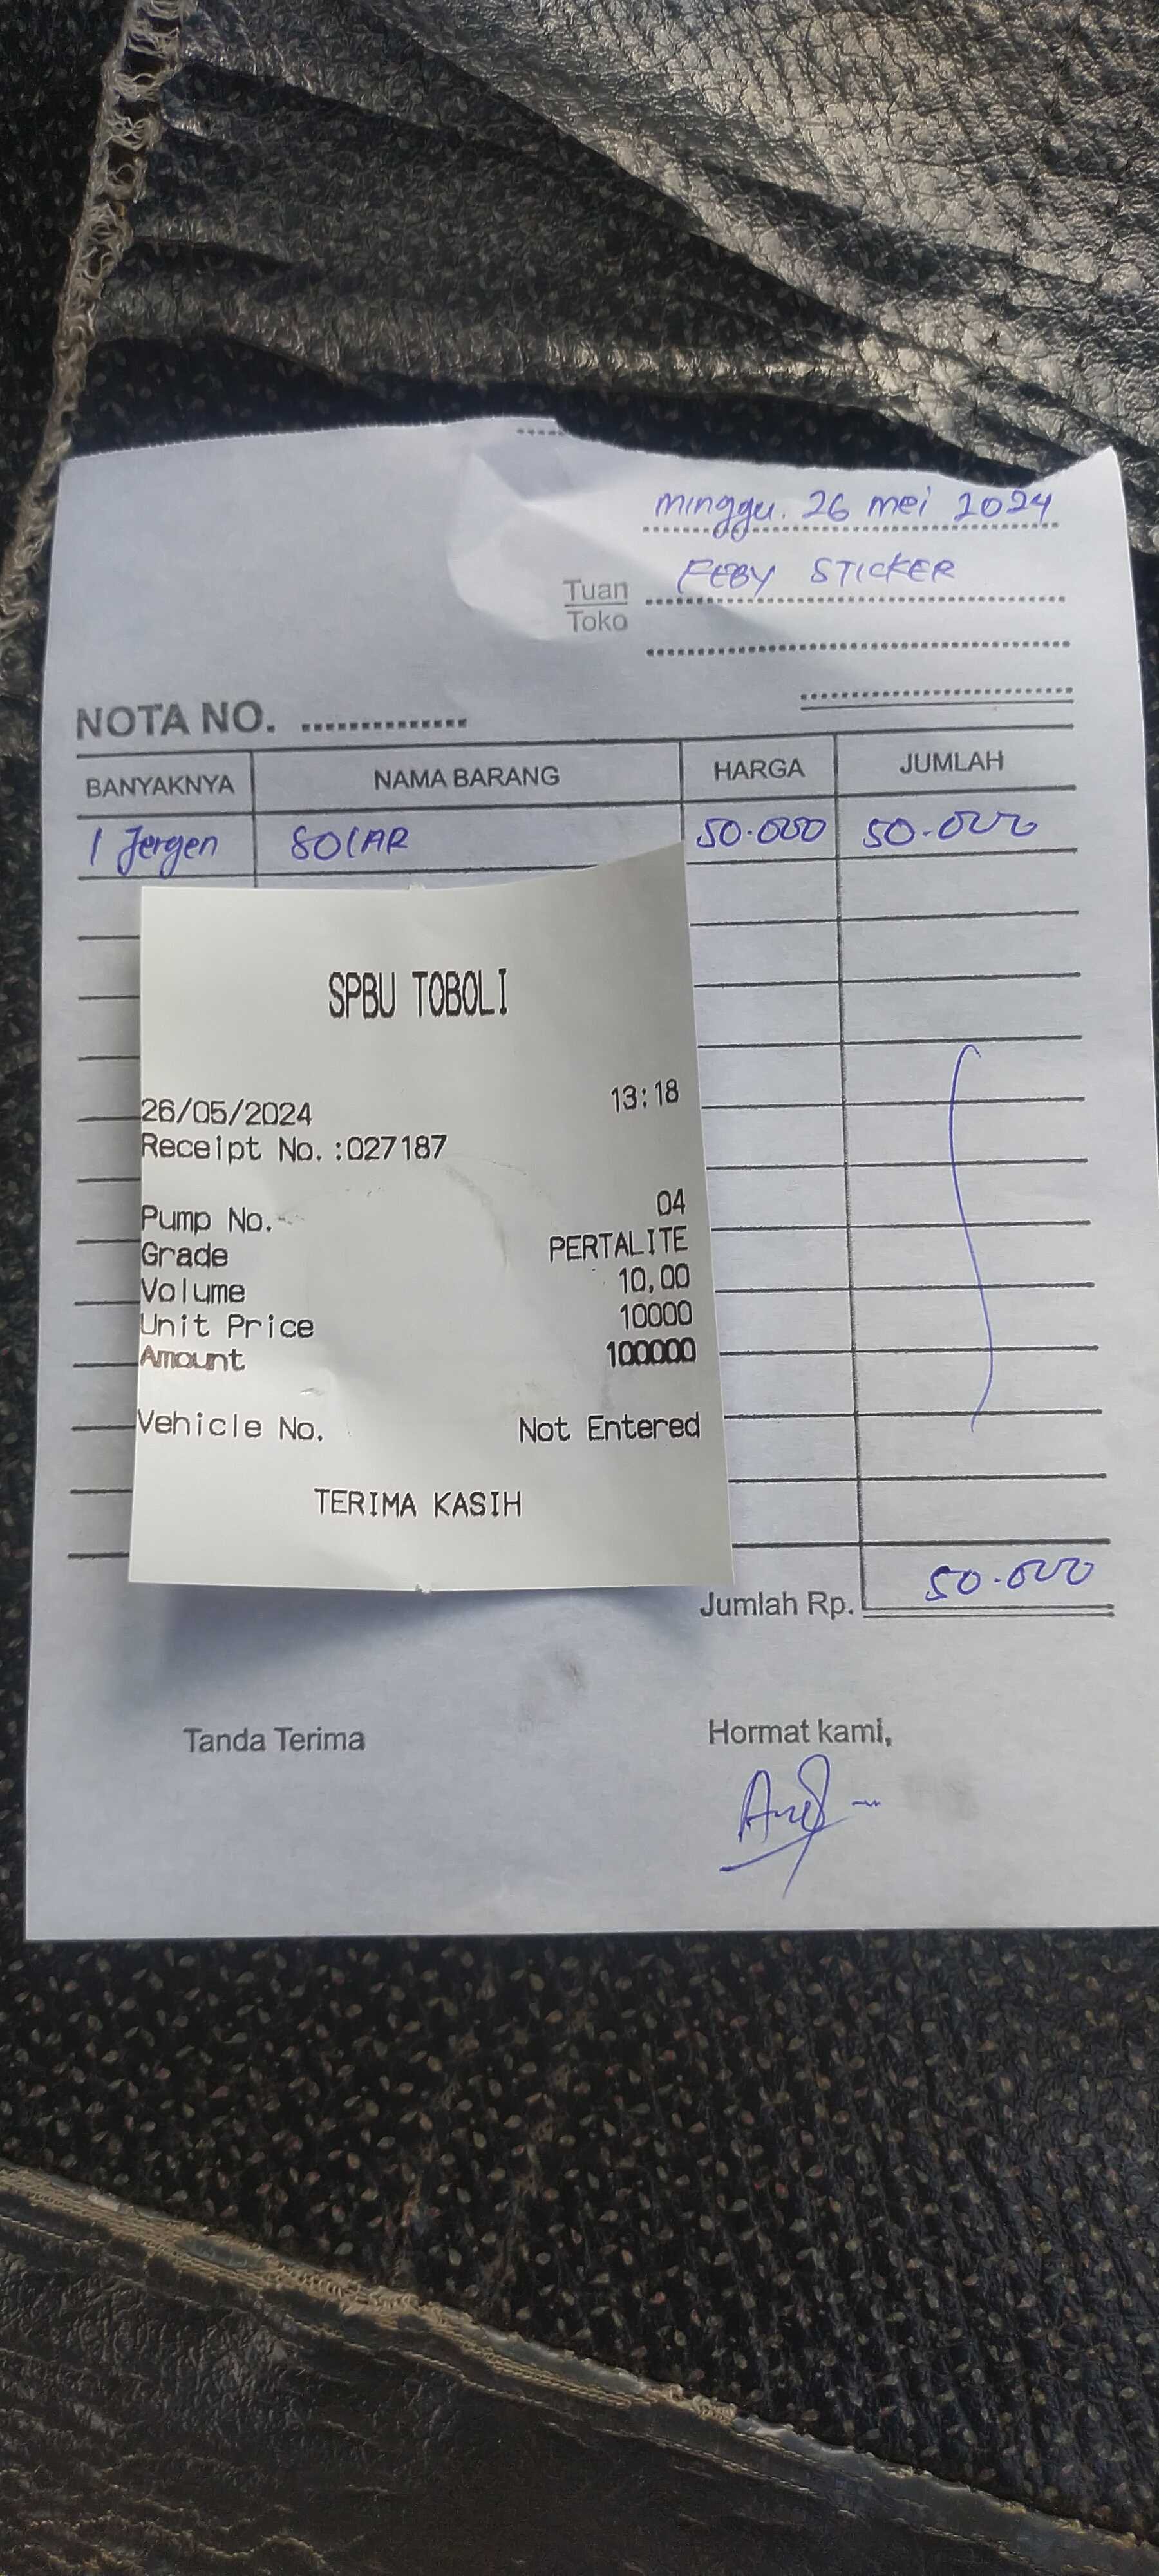 minggu. 26 mei 2024
Tuan FEBY STICKER
Toko
NOTA NO. ..............
BANYAKNYA NAMA BARANG HARGA JUMLAH
1 Jergen SOLAR 50.000 50.000
SPBU TOBOLI
26/05/2024 13:18
Receipt No.:027187
Pump No. 04
Grade PERTALITE
Volume 10,00
Unit Price 10000
Amount 100000
Vehicle No. Not Entered
TERIMA KASIH
Jumlah Rp. 50.000
Tanda Terima Hormat kami,